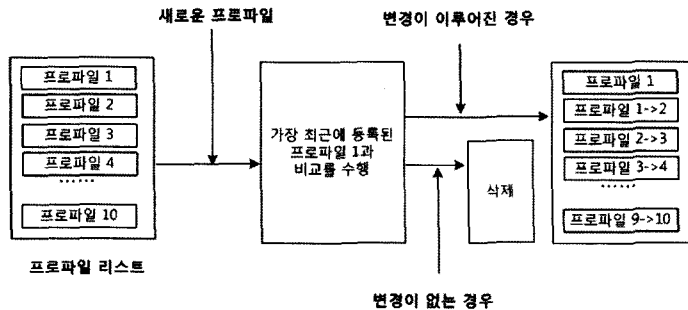 새로운 프로파일
변경이 이루어진 경우
프로파일 1
프로파일 2
프로파일 3
프로파일 4
......
프로파일 10
프로파일 리스트
가장 최근에 등록된
프로파일 1과
비교를 수행
삭제
변경이 없는 경우
프로파일 1
프로파일 1->2
프로파일 2->3
프로파일 3->4
......
프로파일 9->10